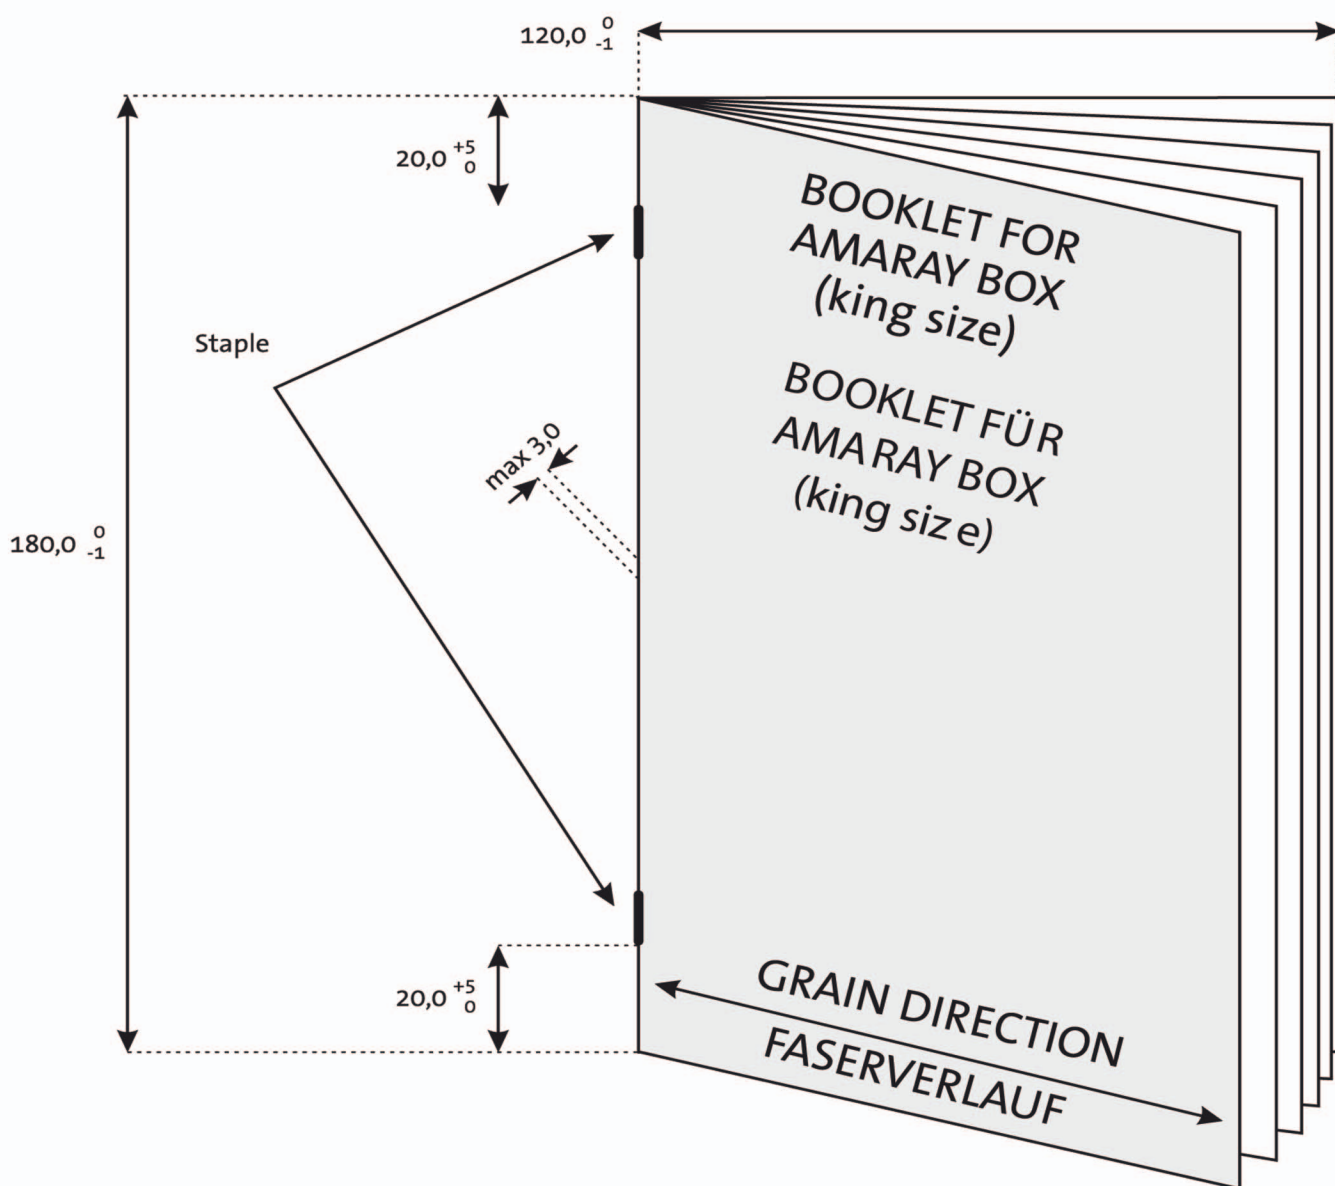 120,0 0 -1
20,0 +5 0
BOOKLET FOR
AMARAY BOX
(king size)
Staple
BOOKLET FÜR
AMARAY BOX
(king size)
max 3,0
180,0 0 -1
20,0 +5 0
GRAIN DIRECTION
FASERVERLAUF